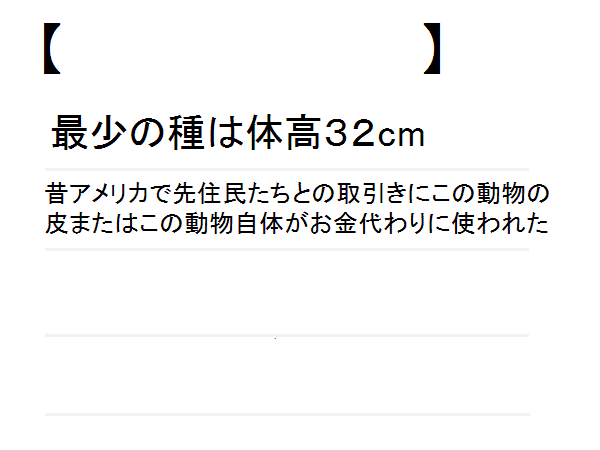 【 】
最少の種は体高３２cm
昔アメリカで先住民たちとの取引きにこの動物の
皮またはこの動物自体がお金代わりに使われた